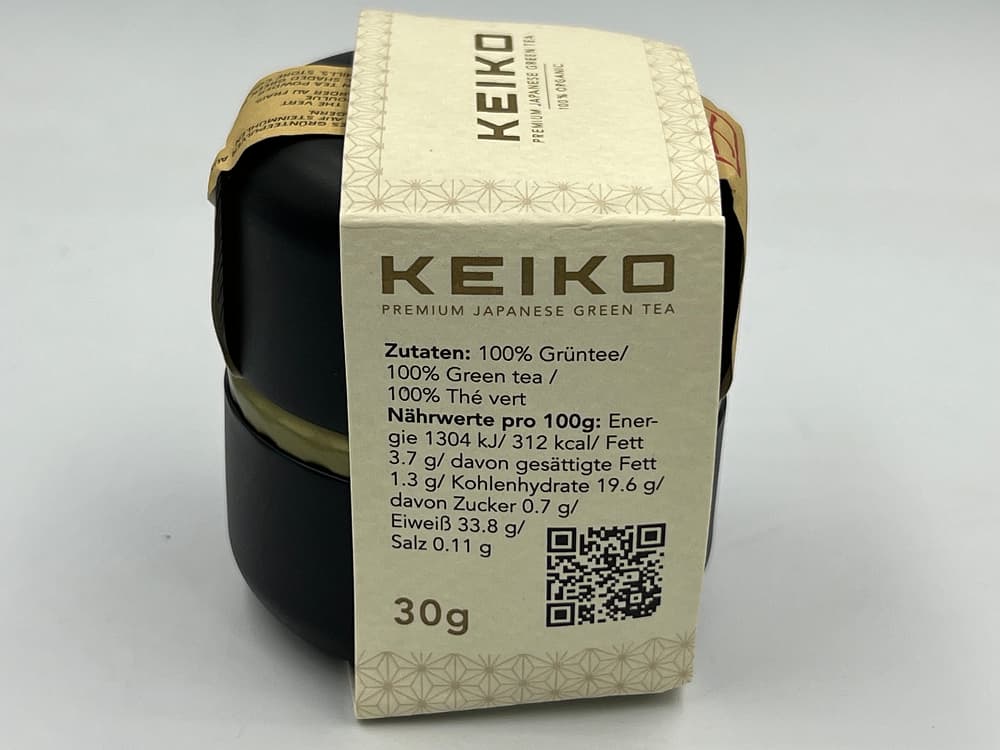 KEIKO
PREMIUM JAPANESE GREEN TEA
100% ORGANIC
KEIKO
PREMIUM JAPANESE GREEN TEA
Zutaten: 100% Grüntee/
100% Green tea /
100% Thé vert
Nährwerte pro 100g: Ener-
gie 1304 kJ/ 312 kcal/ Fett
3.7 g/ davon gesättigte Fett
1.3 g/ Kohlenhydrate 19.6 g/
davon Zucker 0.7 g/
Eiweiß 33.8 g/
Salz 0.11 g
30g